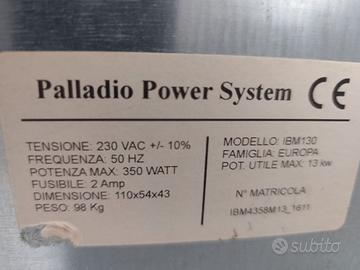 Palladio Power System CE
TENSIONE: 230 VAC +/- 10%
FREQUENZA: 50 HZ
POTENZA MAX: 350 WATT
FUSIBILE: 2 Amp
DIMENSIONE: 110x54x43
PESO: 98 Kg
MODELLO: IBM130
FAMIGLIA: EUROPA
POT. UTILE MAX: 13 kw
N° MATRICOLA
IBM4358M13_1611
subito